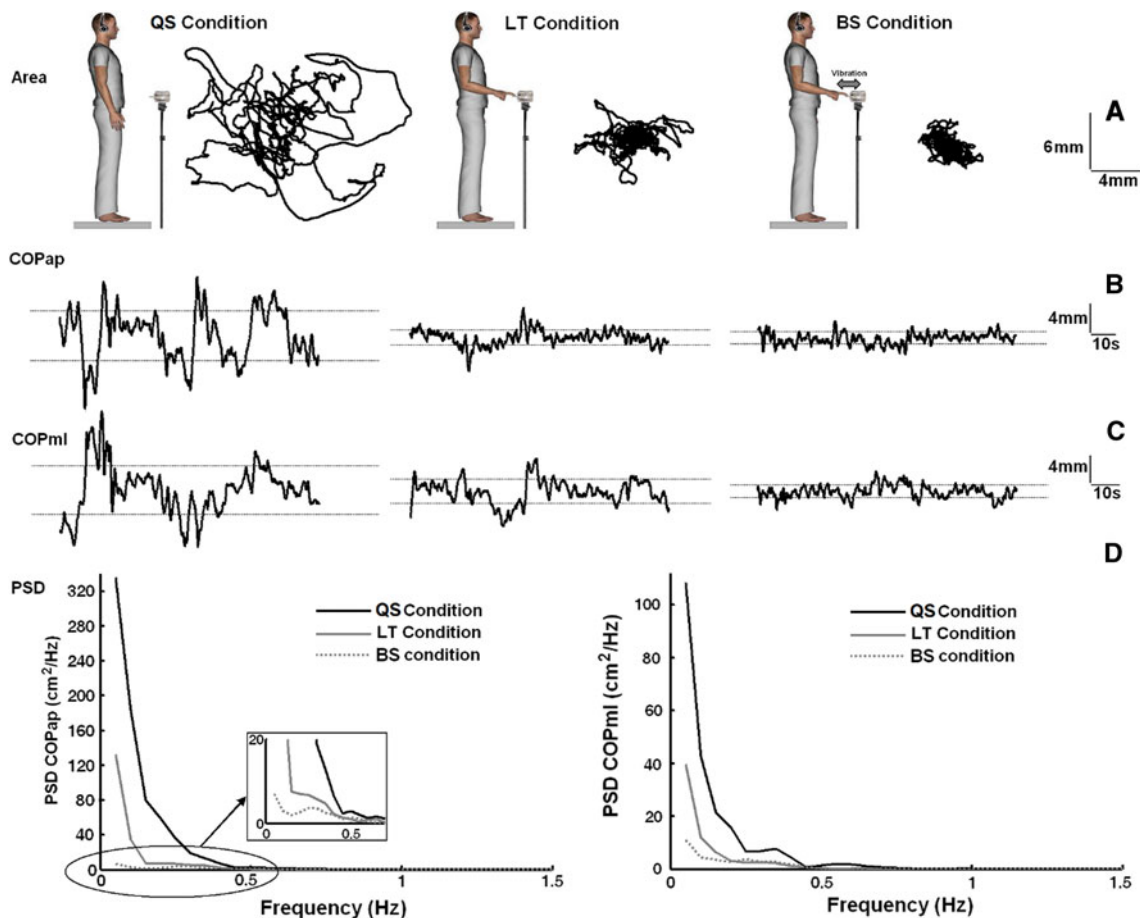 QS Condition
LT Condition
BS Condition
Area
Vibration
A
6mm
4mm
COPap
B
4mm
10s
COPml
C
4mm
10s
D
PSD
PSD COPap (cm²/Hz)
320
280
240
200
160
120
80
40
0
QS Condition
LT Condition
BS condition
20
0
0
0.5
0
0.5
1
1.5
Frequency (Hz)
PSD COPml (cm²/Hz)
100
80
60
40
20
0
QS Condition
LT Condition
BS condition
0
0.5
1
1.5
Frequency (Hz)